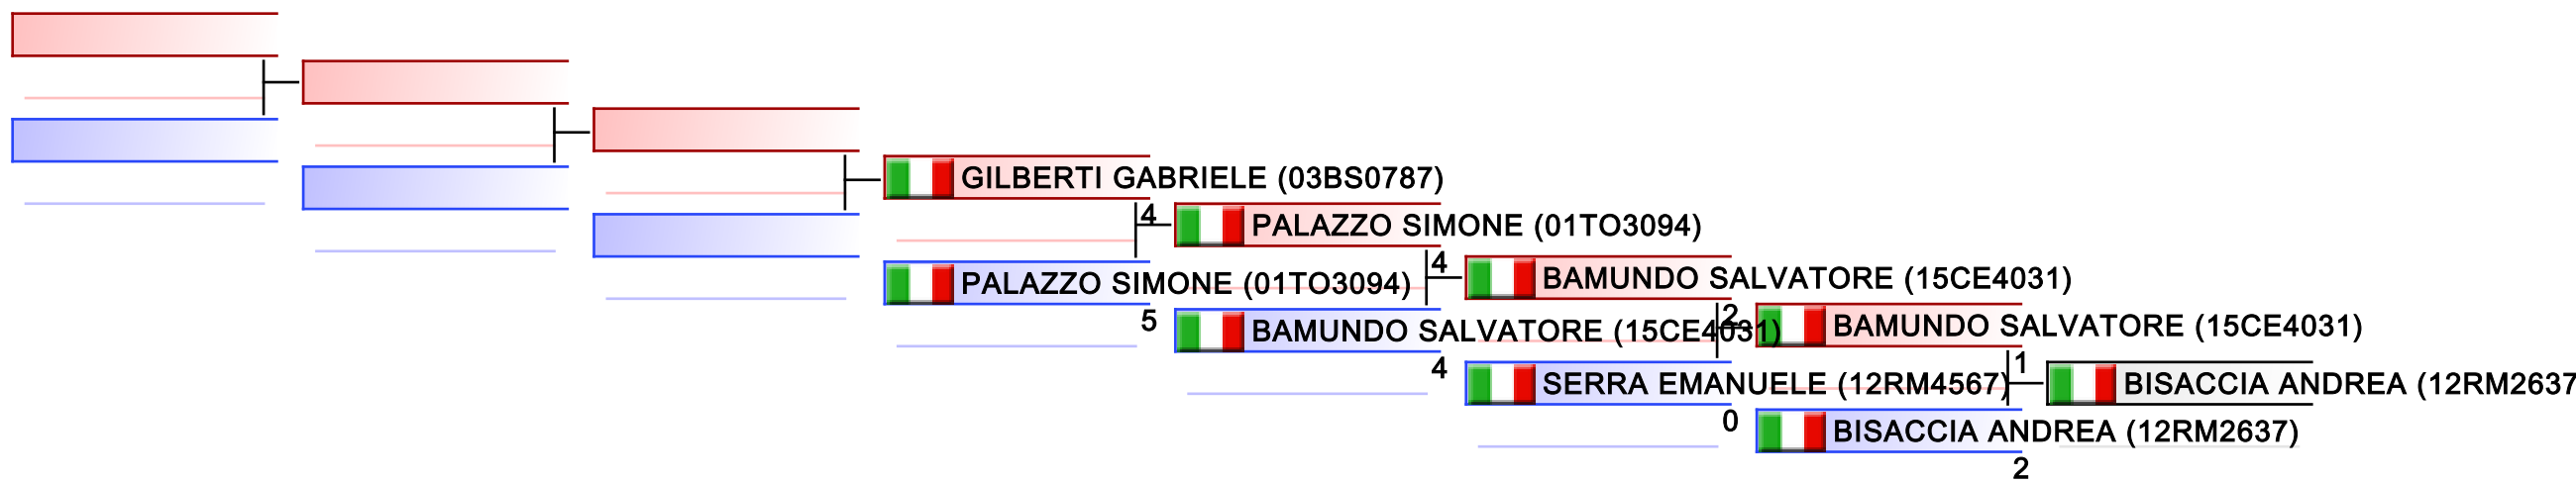 GILBERTI GABRIELE (03BS0787)
4
PALAZZO SIMONE (01TO3094)
PALAZZO SIMONE (01TO3094)
5
4
BAMUNDO SALVATORE (15CE4031)
BAMUNDO SALVATORE (15CE4031)
4
2
BAMUNDO SALVATORE (15CE4031)
SERRA EMANUELE (12RM4567)
0
1
BISACCIA ANDREA (12RM2637
BISACCIA ANDREA (12RM2637)
2